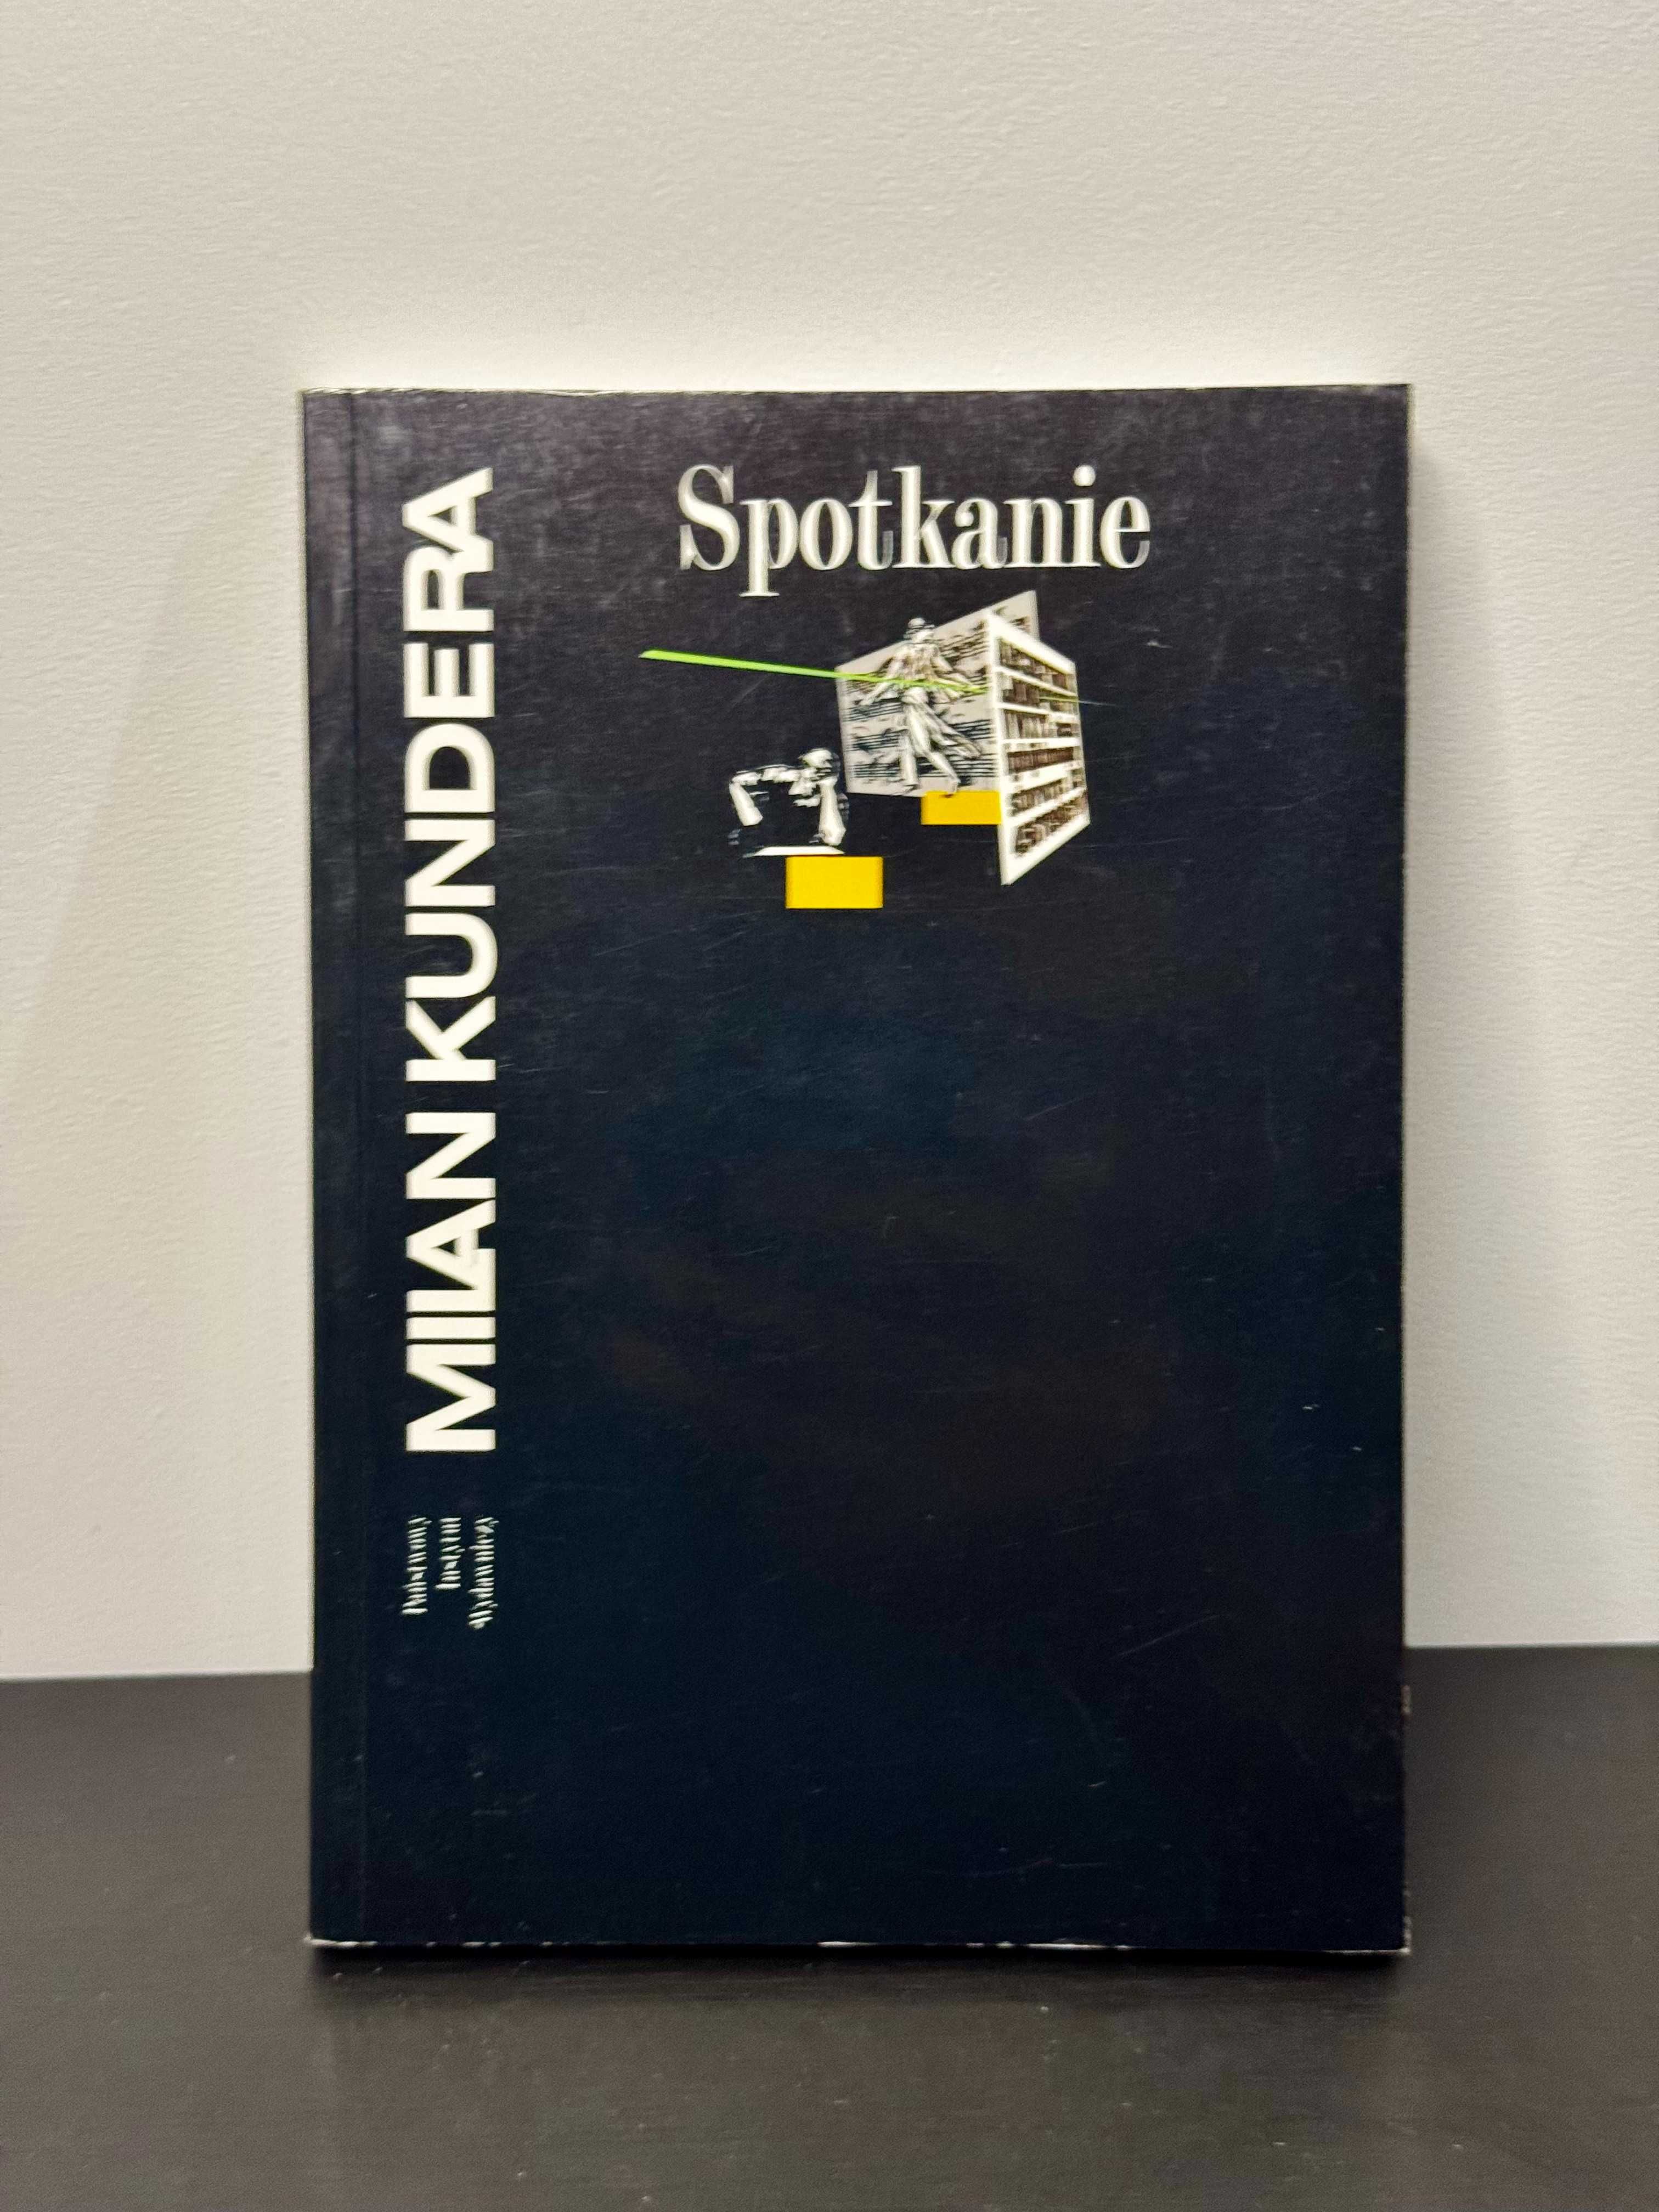 Spotkanie
MILAN KUNDERA
Państwowy
Instytut
Wydawniczy